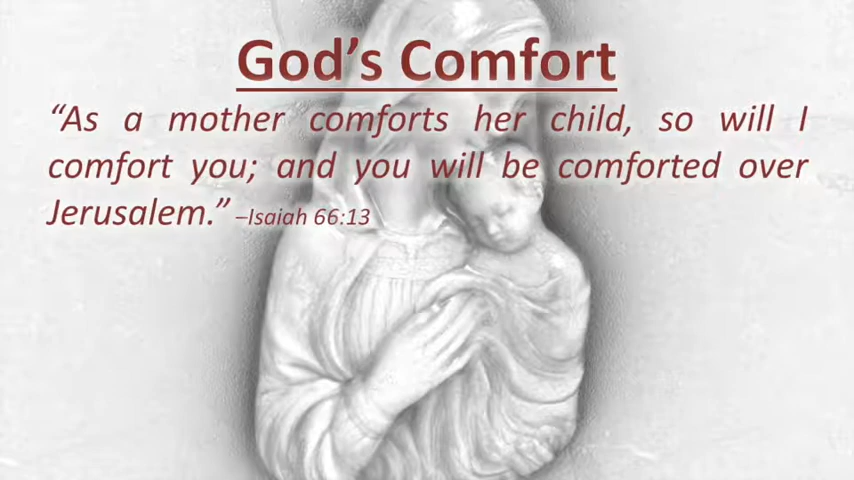 God’s Comfort
“As a mother comforts her child, so will I
comfort you; and you will be comforted over
Jerusalem.” –Isaiah 66:13